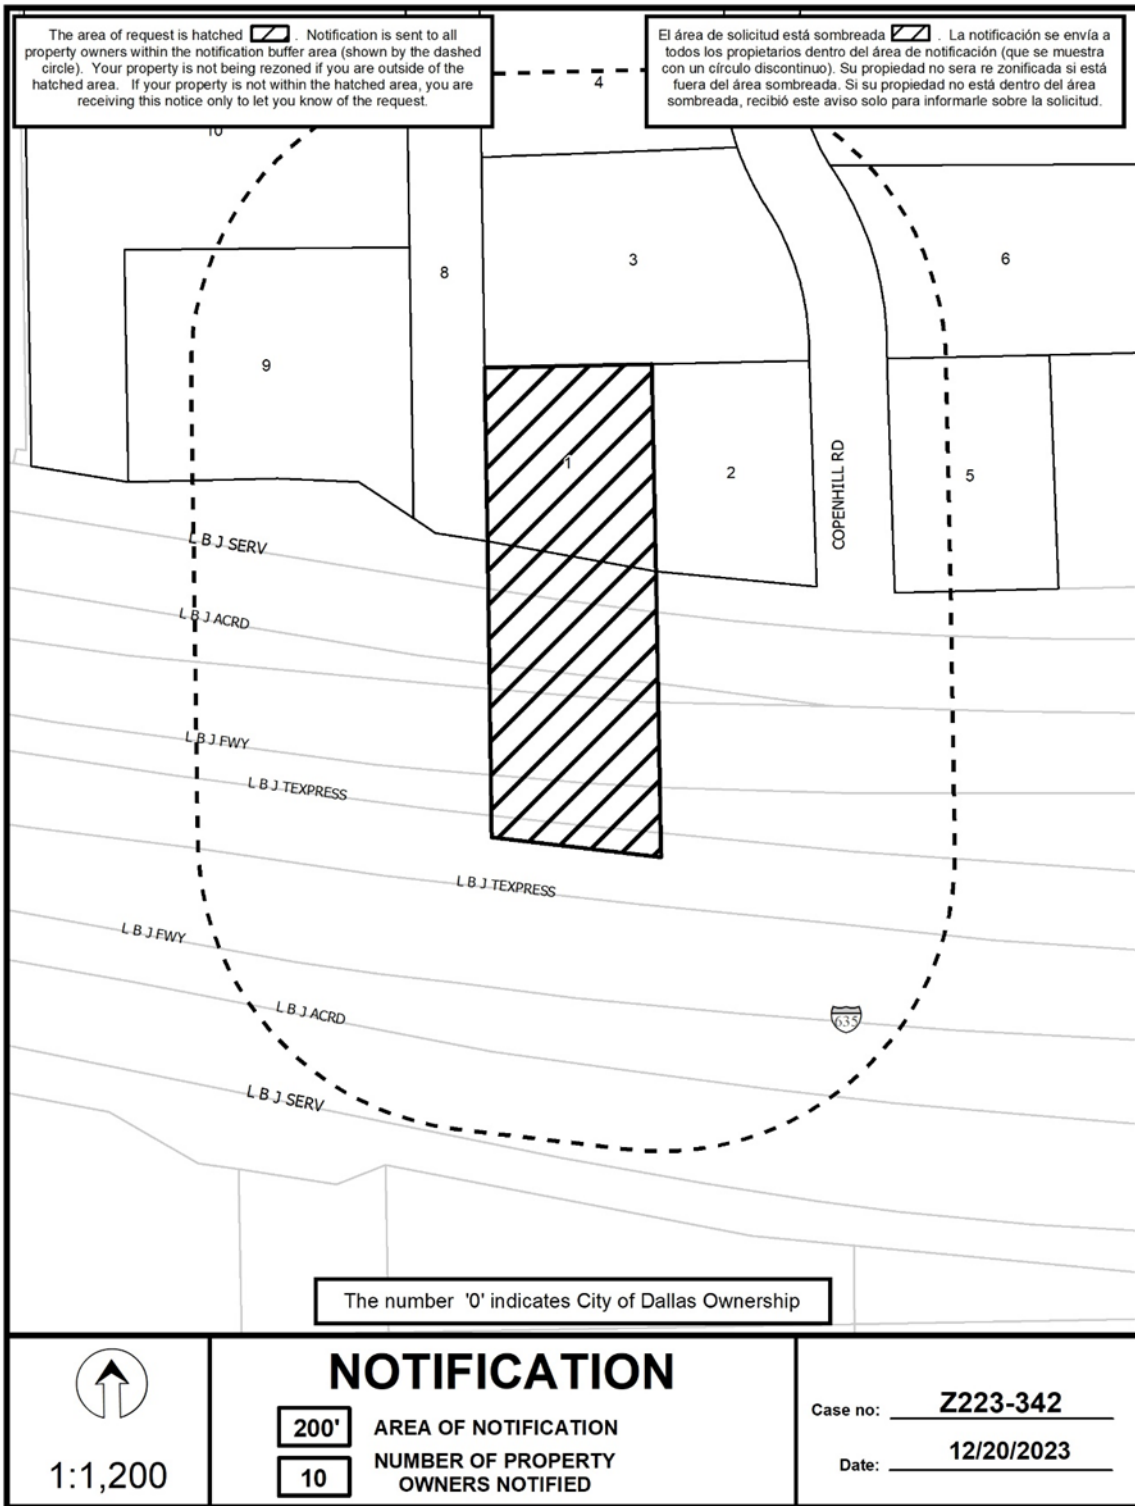 The area of request is hatched . Notification is sent to all
property owners within the notification buffer area (shown by the dashed
circle). Your property is not being rezoned if you are outside of the
hatched area. If your property is not within the hatched area, you are
receiving this notice only to let you know of the request.
El área de solicitud está sombreada . La notificación se envía a
todos los propietarios dentro del área de notificación (que se muestra
con un círculo discontinuo). Su propiedad no sera re zonificada si está
fuera del área sombreada. Si su propiedad no está dentro del área
sombreada, recibió este aviso solo para informarle sobre la solicitud.
4
10
8
3
6
9
1
2
COPENHILL RD
5
L B J SERV
L B J ACRD
L B J FWY
L B J TEXPRESS
L B J TEXPRESS
L B J FWY
L B J ACRD
635
L B J SERV
The number '0' indicates City of Dallas Ownership
1:1,200
NOTIFICATION
200' AREA OF NOTIFICATION
10 NUMBER OF PROPERTY
OWNERS NOTIFIED
Case no: Z223-342
Date: 12/20/2023